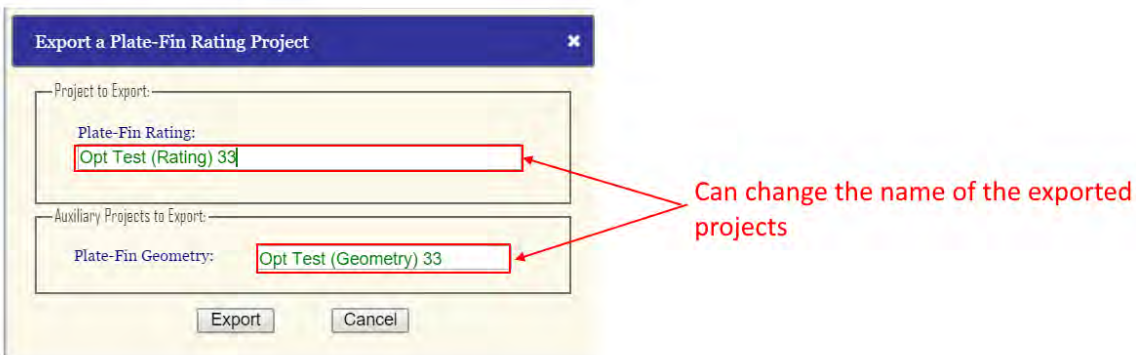 Export a Plate-Fin Rating Project ×
Project to Export:
Plate-Fin Rating:
Opt Test (Rating) 33
Can change the name of the exported
projects
Auxiliary Projects to Export:
Plate-Fin Geometry: Opt Test (Geometry) 33
Export Cancel